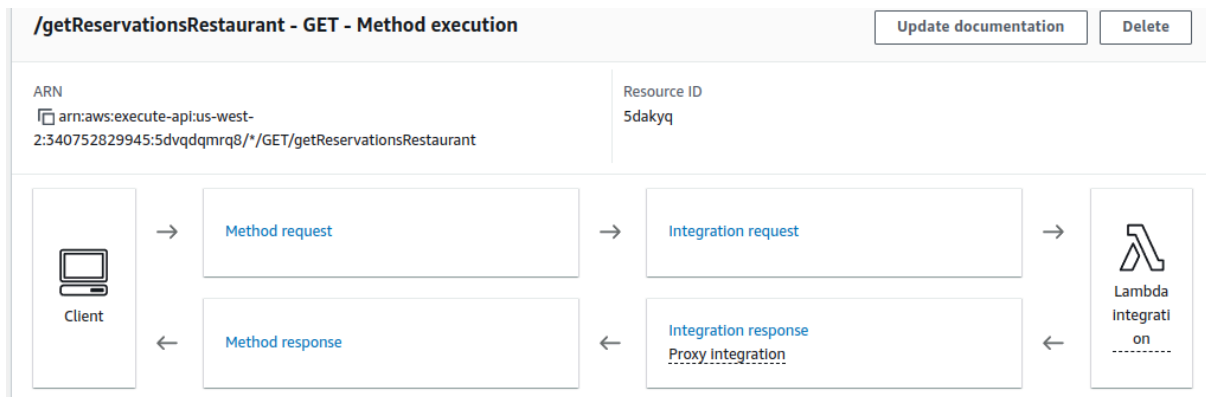 /getReservationsRestaurant - GET - Method execution
Update documentation
Delete
ARN
arn:aws:execute-api:us-west-
2:340752829945:5dvqdqmrq8/*/GET/getReservationsRestaurant
Resource ID
5dakyq
Client
Method request
Integration request
Method response
Integration response
Proxy integration
Lambda
integrati
on